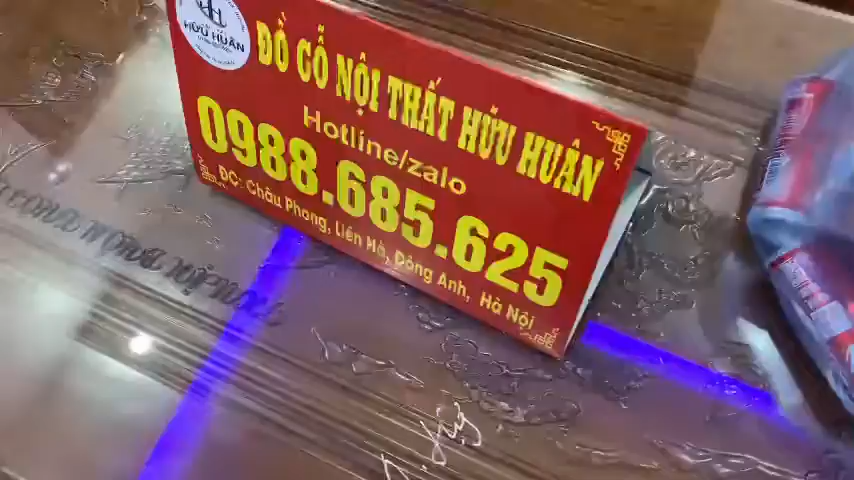 HỮU HUÂN
ĐỒ GỖ NỘI THẤT HỮU HUÂN
Hotline/zalo
0988.685.625
ĐC: Châu Phong, Liên Hà, Đông Anh, Hà Nội